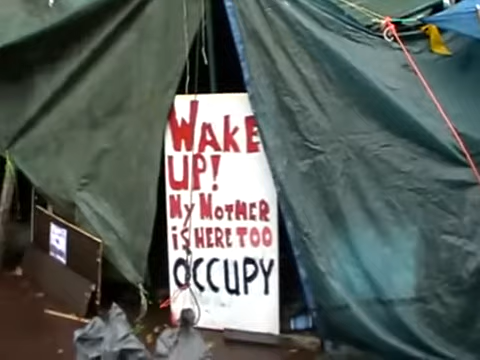 WAKE
UP!
MY MOTHER
iS HERE TOO
OCCUPY